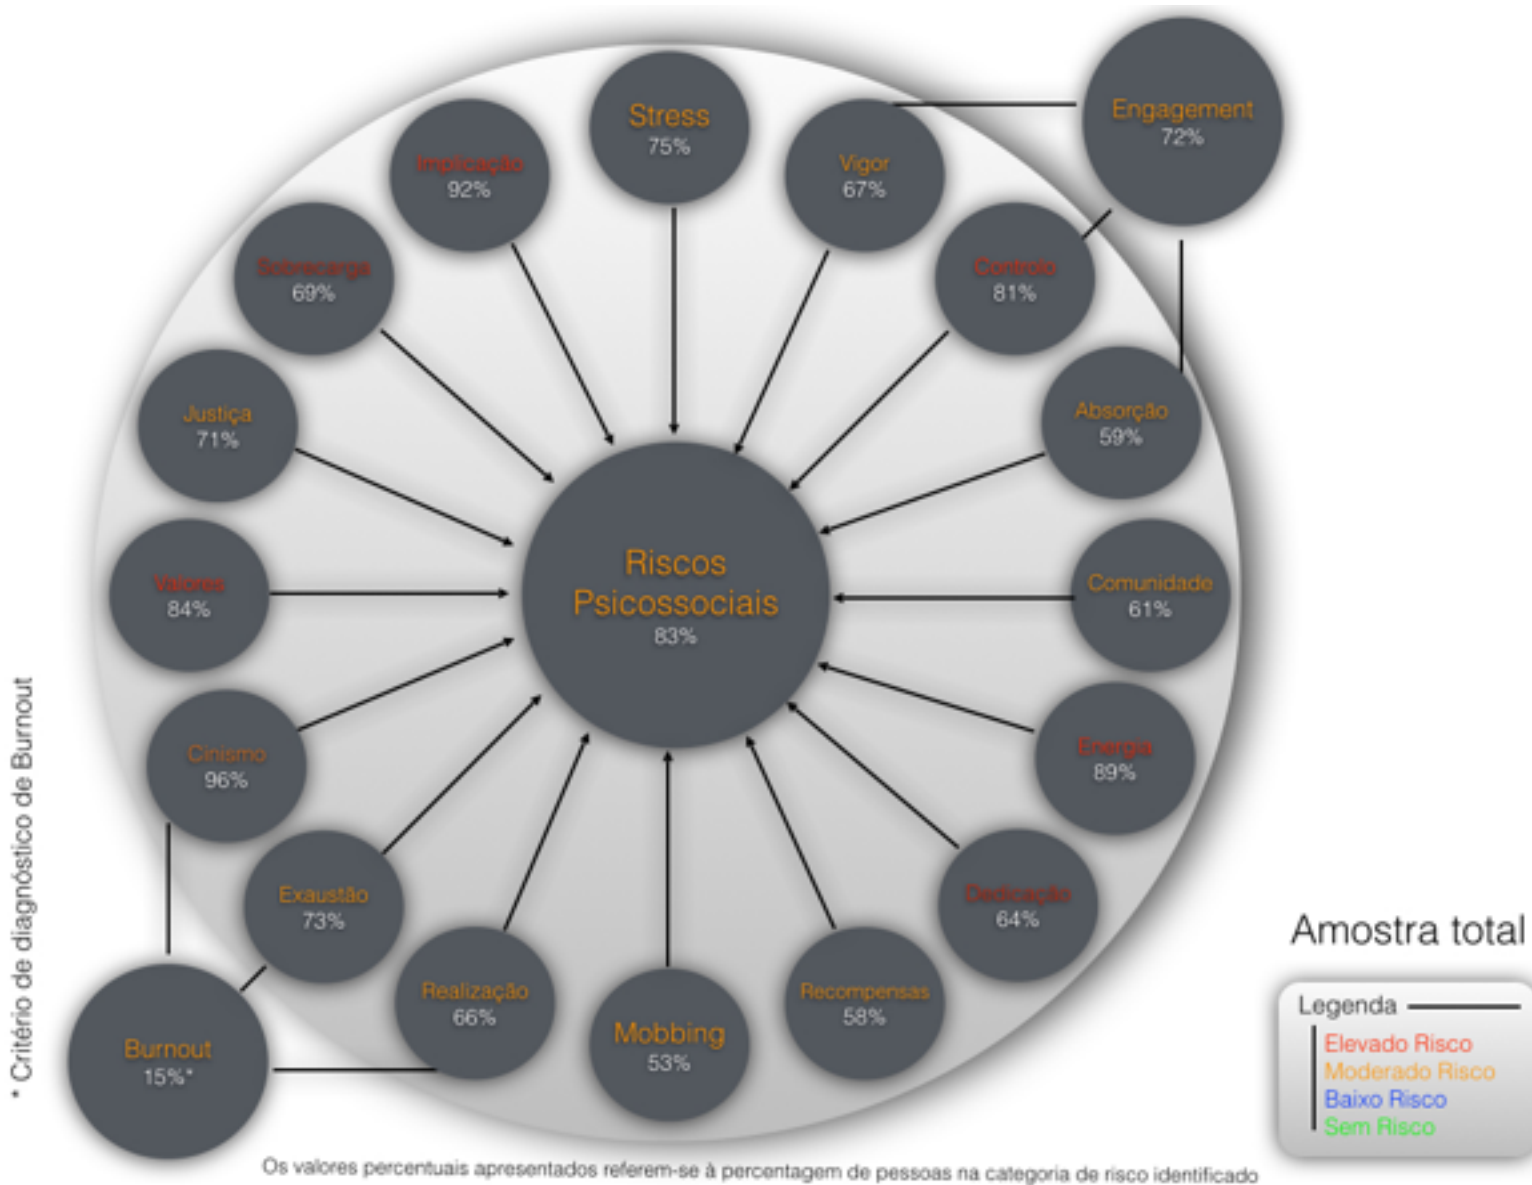 Stress
75%
Engagement
72%
Implicação
92%
Vigor
67%
Sobrecarga
69%
Controlo
81%
Justiça
71%
Absorção
59%
Riscos
Psicossociais
83%
Valores
84%
Comunidade
61%
Cinismo
96%
Energia
89%
Exaustão
73%
Dedicação
64%
Realização
66%
Mobbing
53%
Recompensas
58%
Burnout
15%*
* Critério de diagnóstico de Burnout
Amostra total
Legenda
Elevado Risco
Moderado Risco
Baixo Risco
Sem Risco
Os valores percentuais apresentados referem-se à percentagem de pessoas na categoria de risco identificado